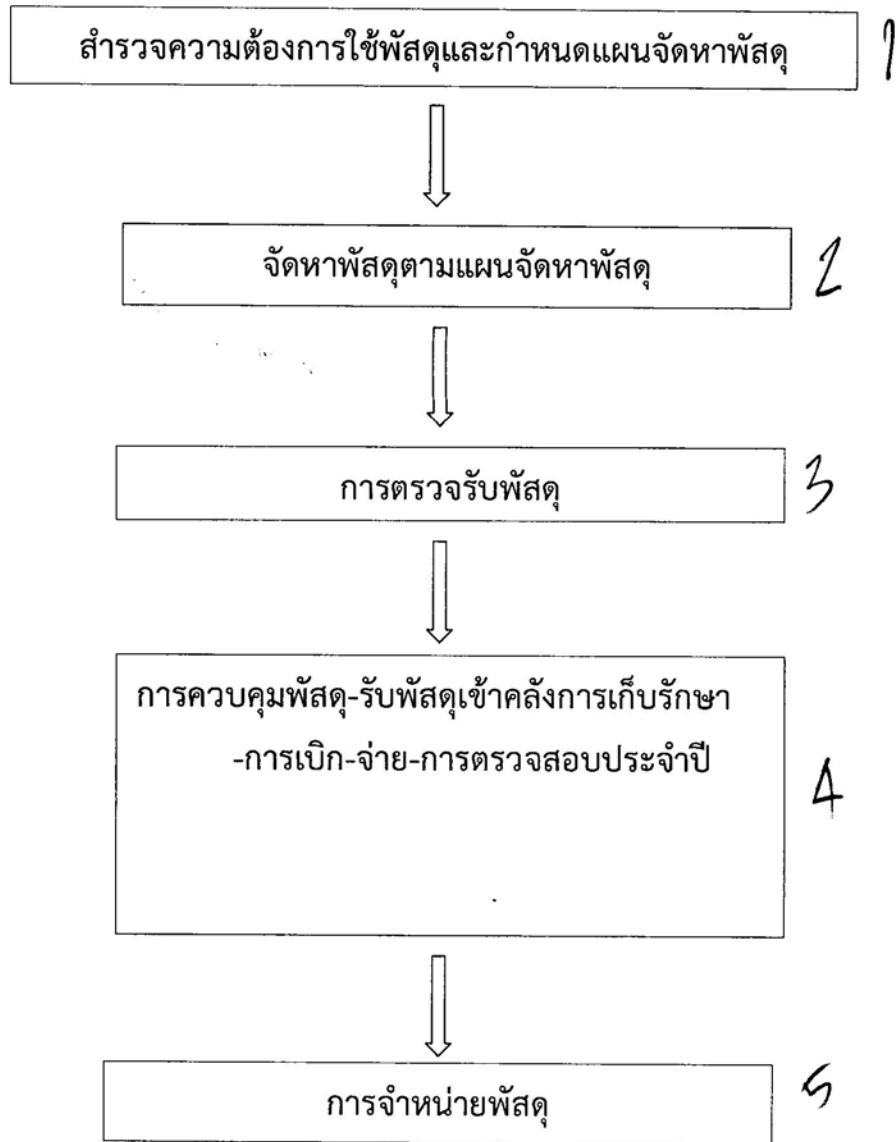 สำรวจความต้องการใช้พัสดุและกำหนดแผนจัดหาพัสดุ 1
จัดหาพัสดุตามแผนจัดหาพัสดุ 2
การตรวจรับพัสดุ 3
การควบคุมพัสดุ-รับพัสดุเข้าคลังการเก็บรักษา
-การเบิก-จ่าย-การตรวจสอบประจำปี 4
การจำหน่ายพัสดุ 5